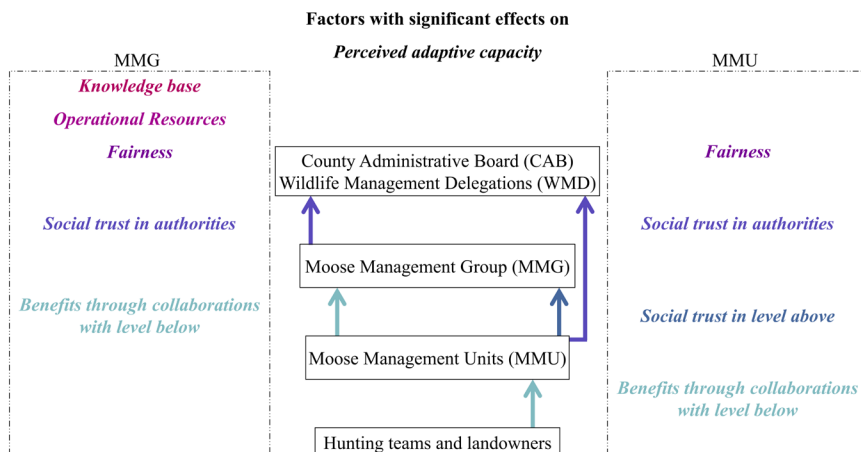 Factors with significant effects on
Perceived adaptive capacity
MMG
Knowledge base
Operational Resources
Fairness
Social trust in authorities
Benefits through collaborations
with level below
County Administrative Board (CAB)
Wildlife Management Delegations (WMD)
Moose Management Group (MMG)
Moose Management Units (MMU)
Hunting teams and landowners
MMU
Fairness
Social trust in authorities
Social trust in level above
Benefits through collaborations
with level below